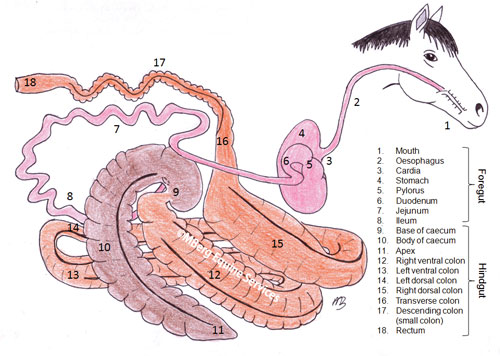 18
17
7
16
2
4
6
5
3
1
8
9
14
10
13
12
15
11
©MBerg Equine Services
MB
1. Mouth
2. Oesophagus
3. Cardia
4. Stomach
5. Pylorus
6. Duodenum
7. Jejunum
8. Ileum
9. Base of caecum
10. Body of caecum
11. Apex
12. Right ventral colon
13. Left ventral colon
14. Left dorsal colon
15. Right dorsal colon
16. Transverse colon
17. Descending colon
(small colon)
18. Rectum
Foregut
Hindgut